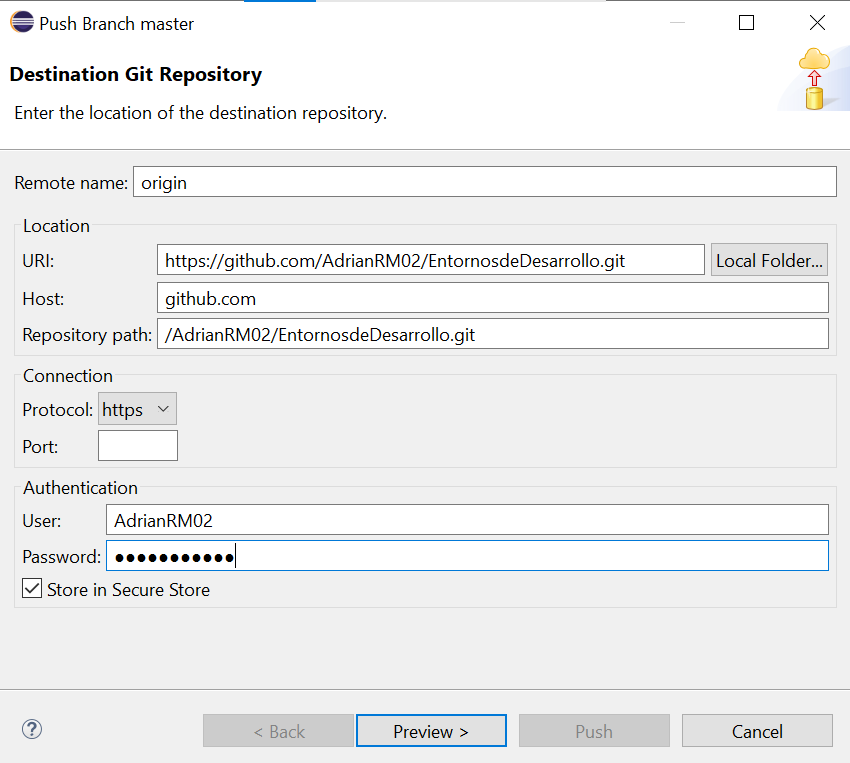 Push Branch master
Destination Git Repository
Enter the location of the destination repository.
Remote name: origin
Location
URI: https://github.com/AdrianRM02/EntornosdeDesarrollo.git Local Folder...
Host: github.com
Repository path: /AdrianRM02/EntornosdeDesarrollo.git
Connection
Protocol: https
Port:
Authentication
User: AdrianRM02
Password: ●●●●●●●●●●●
Store in Secure Store
? < Back Preview > Push Cancel